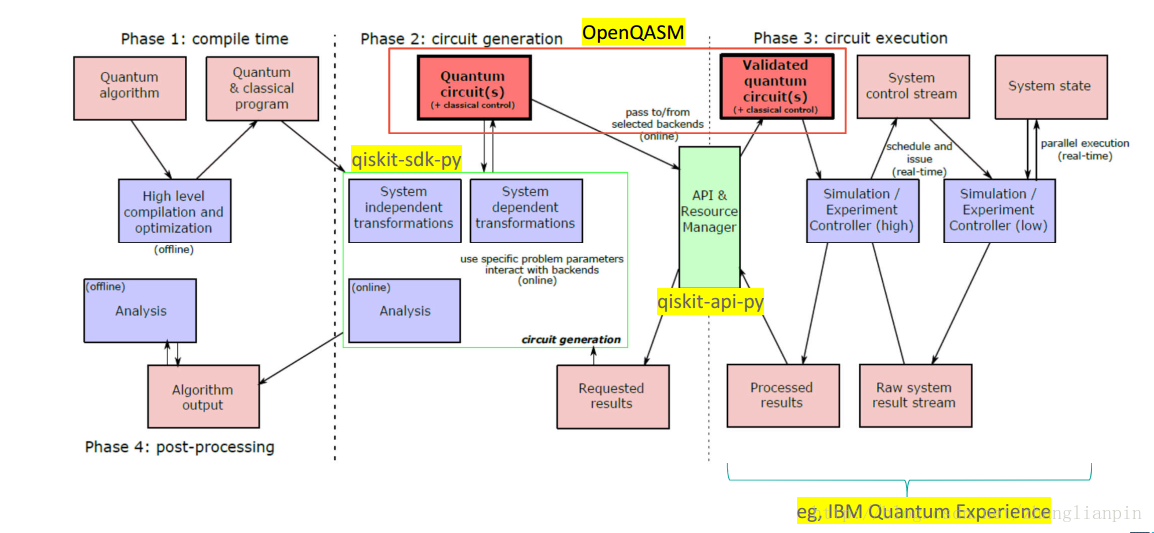 Phase 1: compile time
Phase 2: circuit generation
OpenQASM
Phase 3: circuit execution
Quantum
algorithm
Quantum
& classical
program
Quantum
circuit(s)
(+ classical control)
Validated
quantum
circuit(s)
(+ classical control)
System
control stream
System state
pass to/from
selected backends
(online)
schedule and
issue
(real-time)
parallel execution
(real-time)
qiskit-sdk-py
High level
compilation and
optimization
(offline)
System
independent
transformations
System
dependent
transformations
API &
Resource
Manager
Simulation /
Experiment
Controller (high)
Simulation /
Experiment
Controller (low)
use specific problem parameters
interact with backends
(online)
(offline)
Analysis
(online)
Analysis
qiskit-api-py
circuit generation
Algorithm
output
Requested
results
Processed
results
Raw system
result stream
Phase 4: post-processing
eg, IBM Quantum Experience